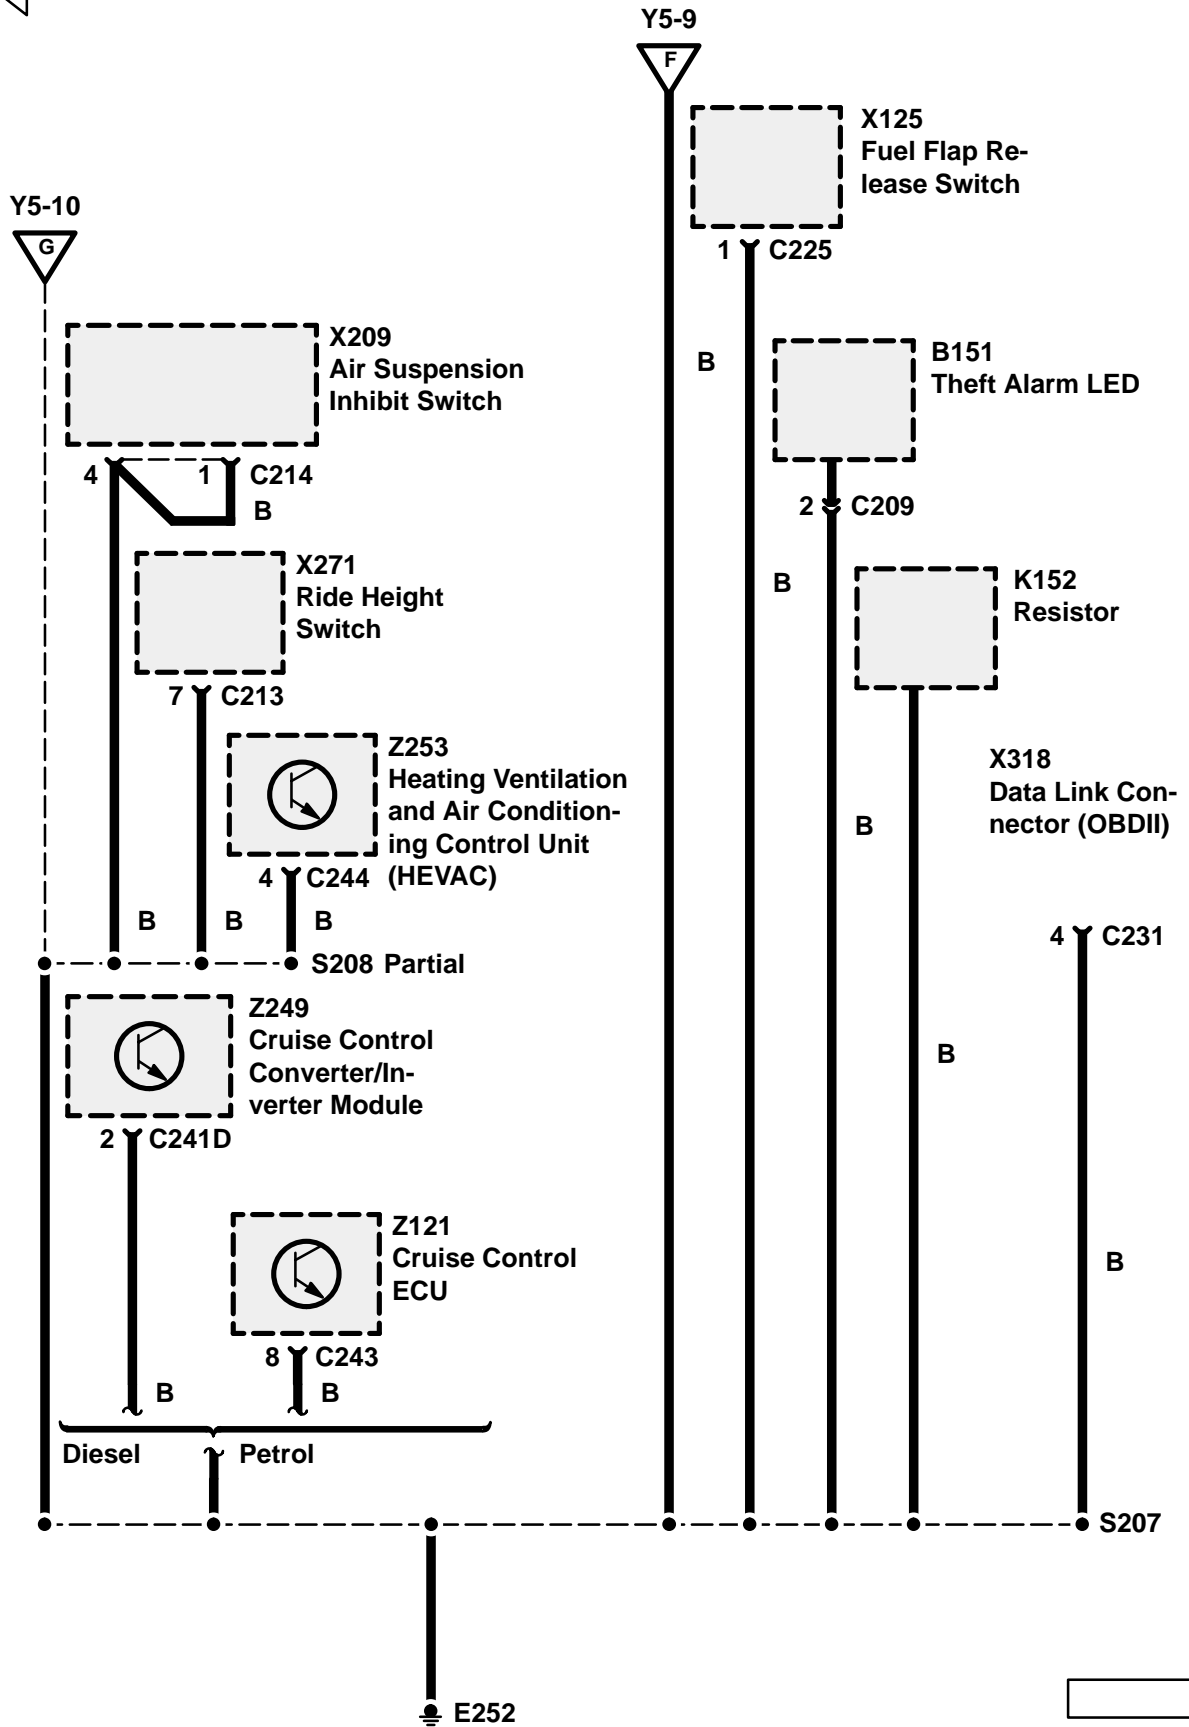 Y5-9
F
X125
Fuel Flap Re-
lease Switch
1 C225
Y5-10
G
X209
Air Suspension
Inhibit Switch
4 1 C214
B
B
B151
Theft Alarm LED
2 C209
X271
Ride Height
Switch
7 C213
B
K152
Resistor
Z253
Heating Ventilation
and Air Condition-
ing Control Unit
(HEVAC)
4 C244
X318
Data Link Con-
nector (OBDII)
B
B B B
4 C231
S208 Partial
Z249
Cruise Control
Converter/In-
verter Module
2 C241D
B
Z121
Cruise Control
ECU
8 C243
B
B B
Diesel Petrol
S207
E252